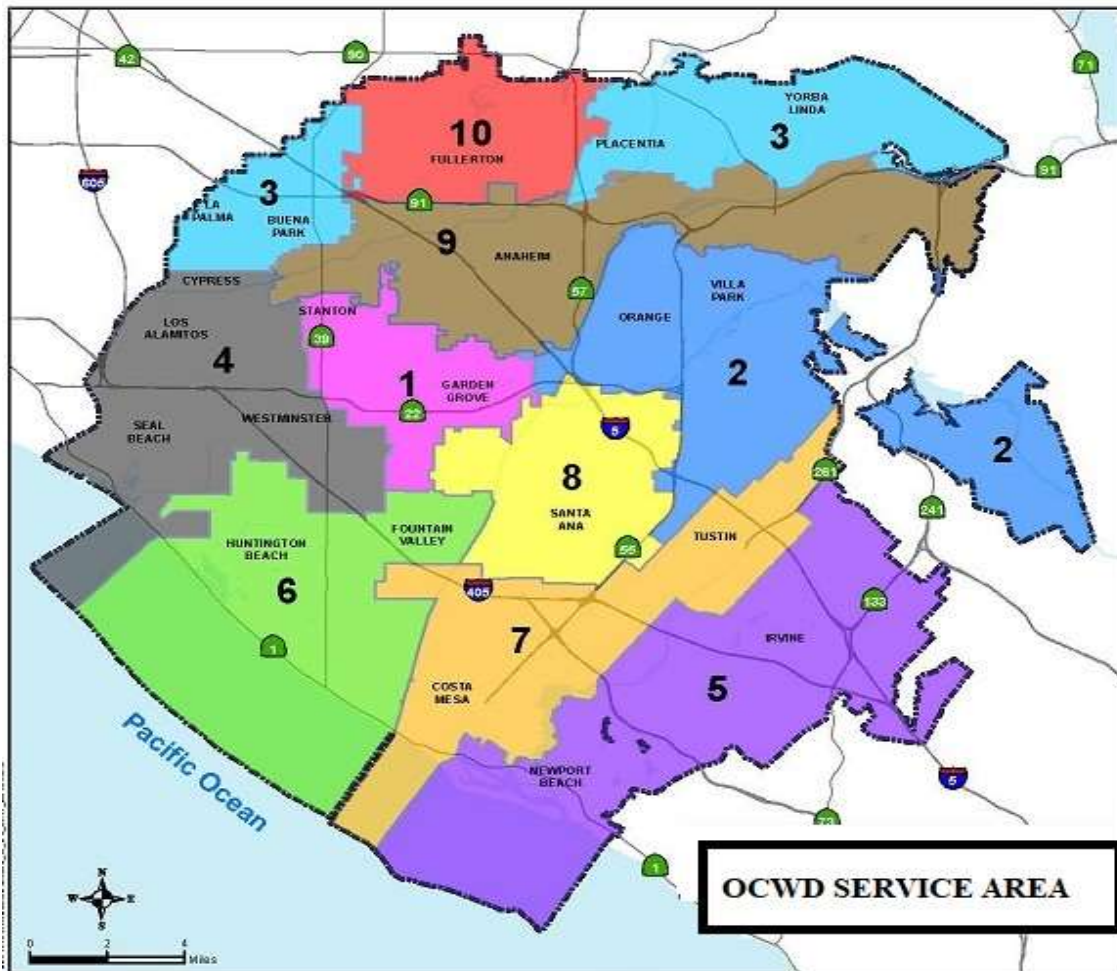 42
90
71
YORBA
LINDA
10
FULLERTON
PLACENTIA
3
605
91
91
3
LA
PALMA
BUENA
PARK
9
ANAHEIM
CYPRESS
VILLA
PARK
57
STANTON
ORANGE
LOS
ALAMITOS
39
4
1
GARDEN
GROVE
2
22
WESTMINSTER
SEAL
BEACH
5
2
8
261
SANTA
ANA
241
FOUNTAIN
VALLEY
TUSTIN
HUNTINGTON
BEACH
55
6
405
133
7
IRVINE
1
5
COSTA
MESA
Pacific Ocean
NEWPORT
BEACH
5
73
1
OCWD SERVICE AREA
N
W E
S
0 2 4
Miles